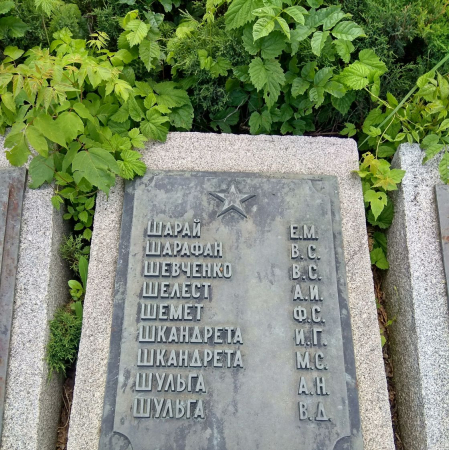 ШАРАЙ Е.М.
ШАРАФАН В.С.
ШЕВЧЕНКО В.С.
ШЕЛЕСТ А.И.
ШЕМЕТ Ф.С.
ШКАНДРЕТА И.Г.
ШКАНДРЕТА М.С.
ШУЛЬГА А.Н.
ШУЛЬГА В.Д.